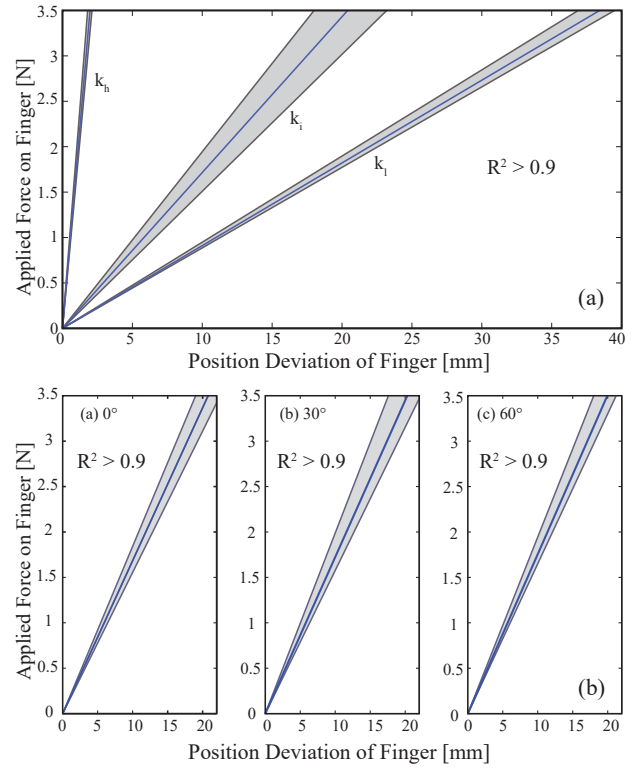 3.5
3
2.5
2
1.5
1
0.5
0
Applied Force on Finger [N]
k_h
k_i
k_l
R² > 0.9
(a)
0 5 10 15 20 25 30 35 40
Position Deviation of Finger [mm]
Applied Force on Finger [N]
3.5
3
2.5
2
1.5
1
0.5
0
(a) 0°
R² > 0.9
0 5 10 15 20
3.5
3
2.5
2
1.5
1
0.5
0
(b) 30°
R² > 0.9
0 5 10 15 20
3.5
3
2.5
2
1.5
1
0.5
0
(c) 60°
R² > 0.9
(b)
0 5 10 15 20
Position Deviation of Finger [mm]